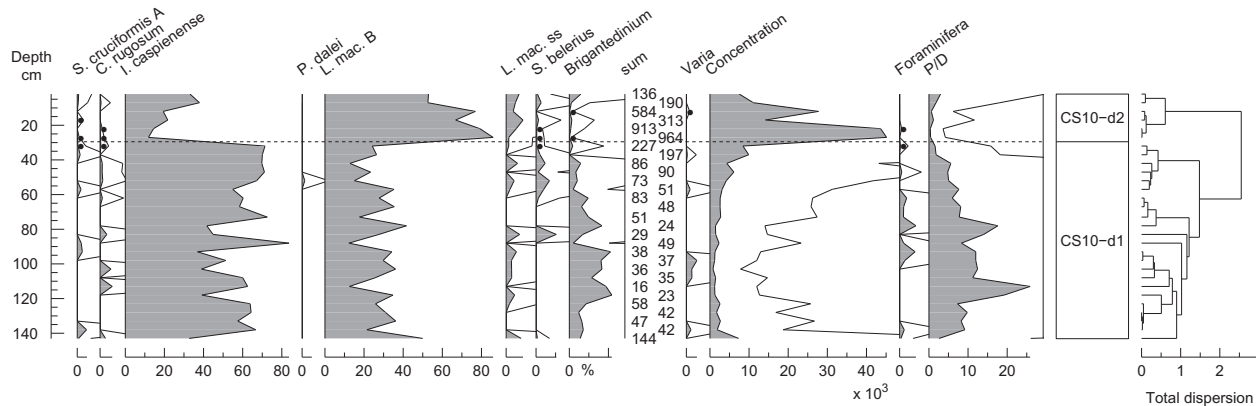 S. cruciformis A
C. rugosum
I. caspienense
P. dalei
L. mac. B
L. mac. ss
S. belerius
Brigantedinium
sum
Varia
Concentration
Foraminifera
P/D
Depth
cm
20
40
60
80
100
120
140
136
584
913
227
86
83
51
29
38
16
58
144
190
313
964
197
90
73
51
48
24
49
37
36
35
23
42
47
42
CS10-d2
CS10-d1
0 0 0 20 40 60 80 0 0 20 40 60 80 0 0 0 % 0 0 20 40 0 0 20
x 10³
0 1 2
Total dispersion